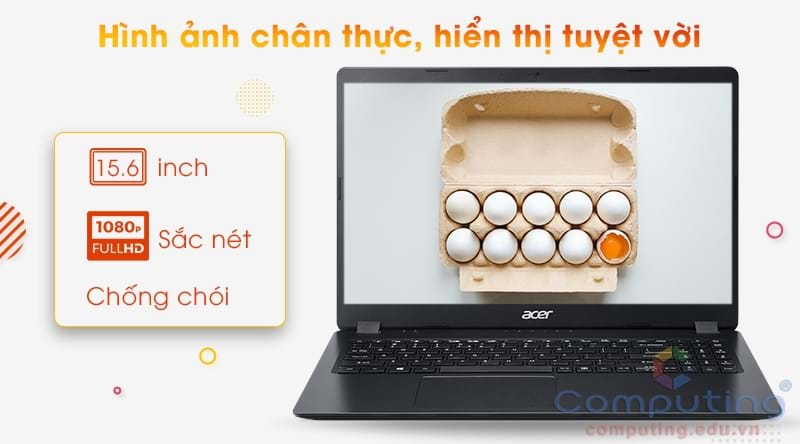 Hình ảnh chân thực, hiển thị tuyệt vời
15.6 inch
1080P
FULLHD
Sắc nét
Chống chói
acer
Computing®
computing.edu.vn